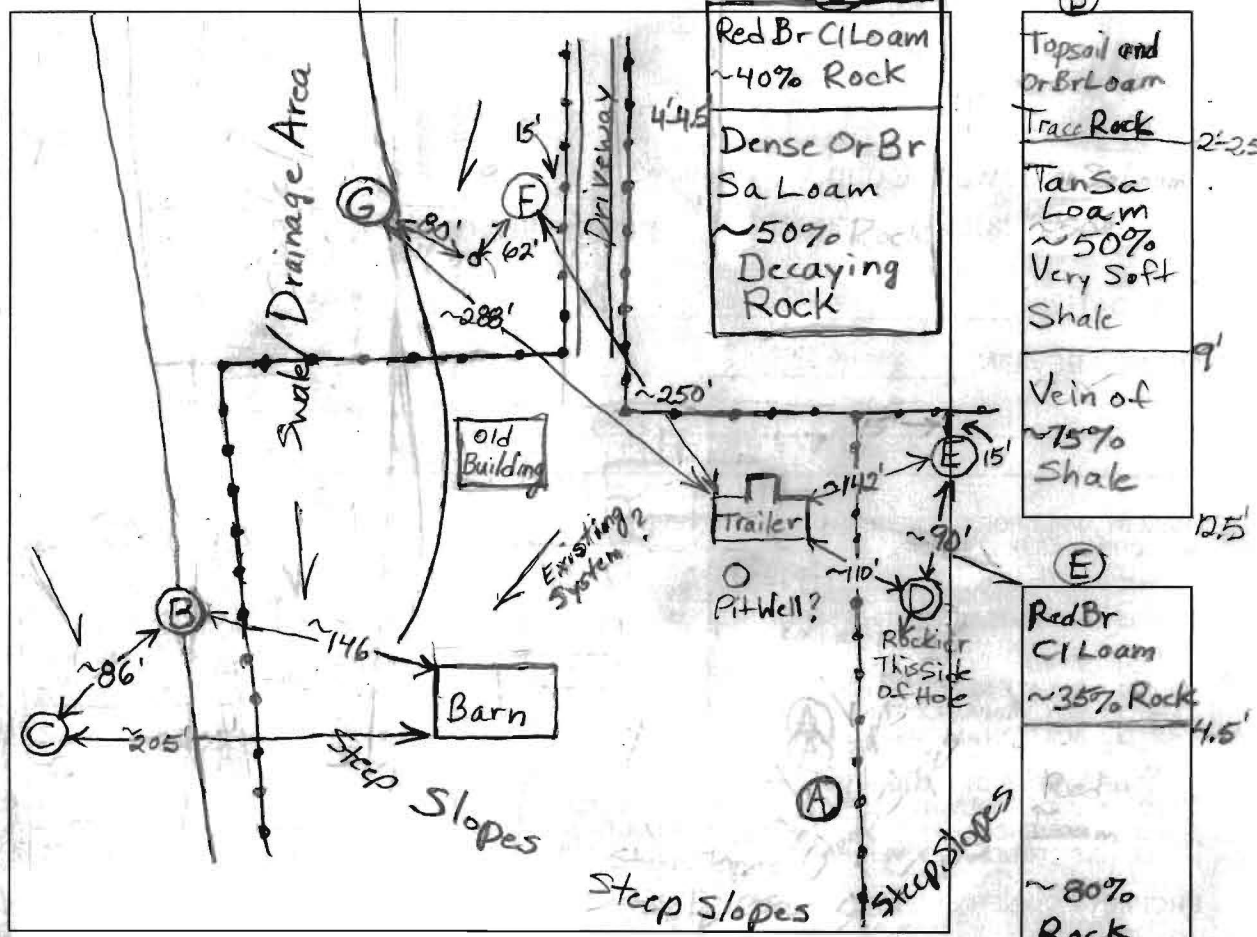 Red Br Cl Loam
~40% Rock
4'-4.5'
Dense Or Br
Sa Loam
~50%
Decaying
Rock
Topsoil and
Or Br Loam
Trace Rock
2'-2.5'
Tan Sa
Loam
~50%
Very Soft
Shale
9'
Vein of
~75%
Shale
12.5'
E
Red Br
Cl Loam
~35% Rock
4.5'
~80%
Rock
Swale/Drainage Area
Driveway
15'
G
F
~80'
62'
~288'
~250'
Old
Building
Existing
System?
Trailer
~142'
E
15'
~90'
~110'
D
Pit Well?
Rockier
This Side
Of Hole
B
~146
~86'
C
~205'
Barn
Steep Slopes
A
Steep Slopes
Steep Slopes